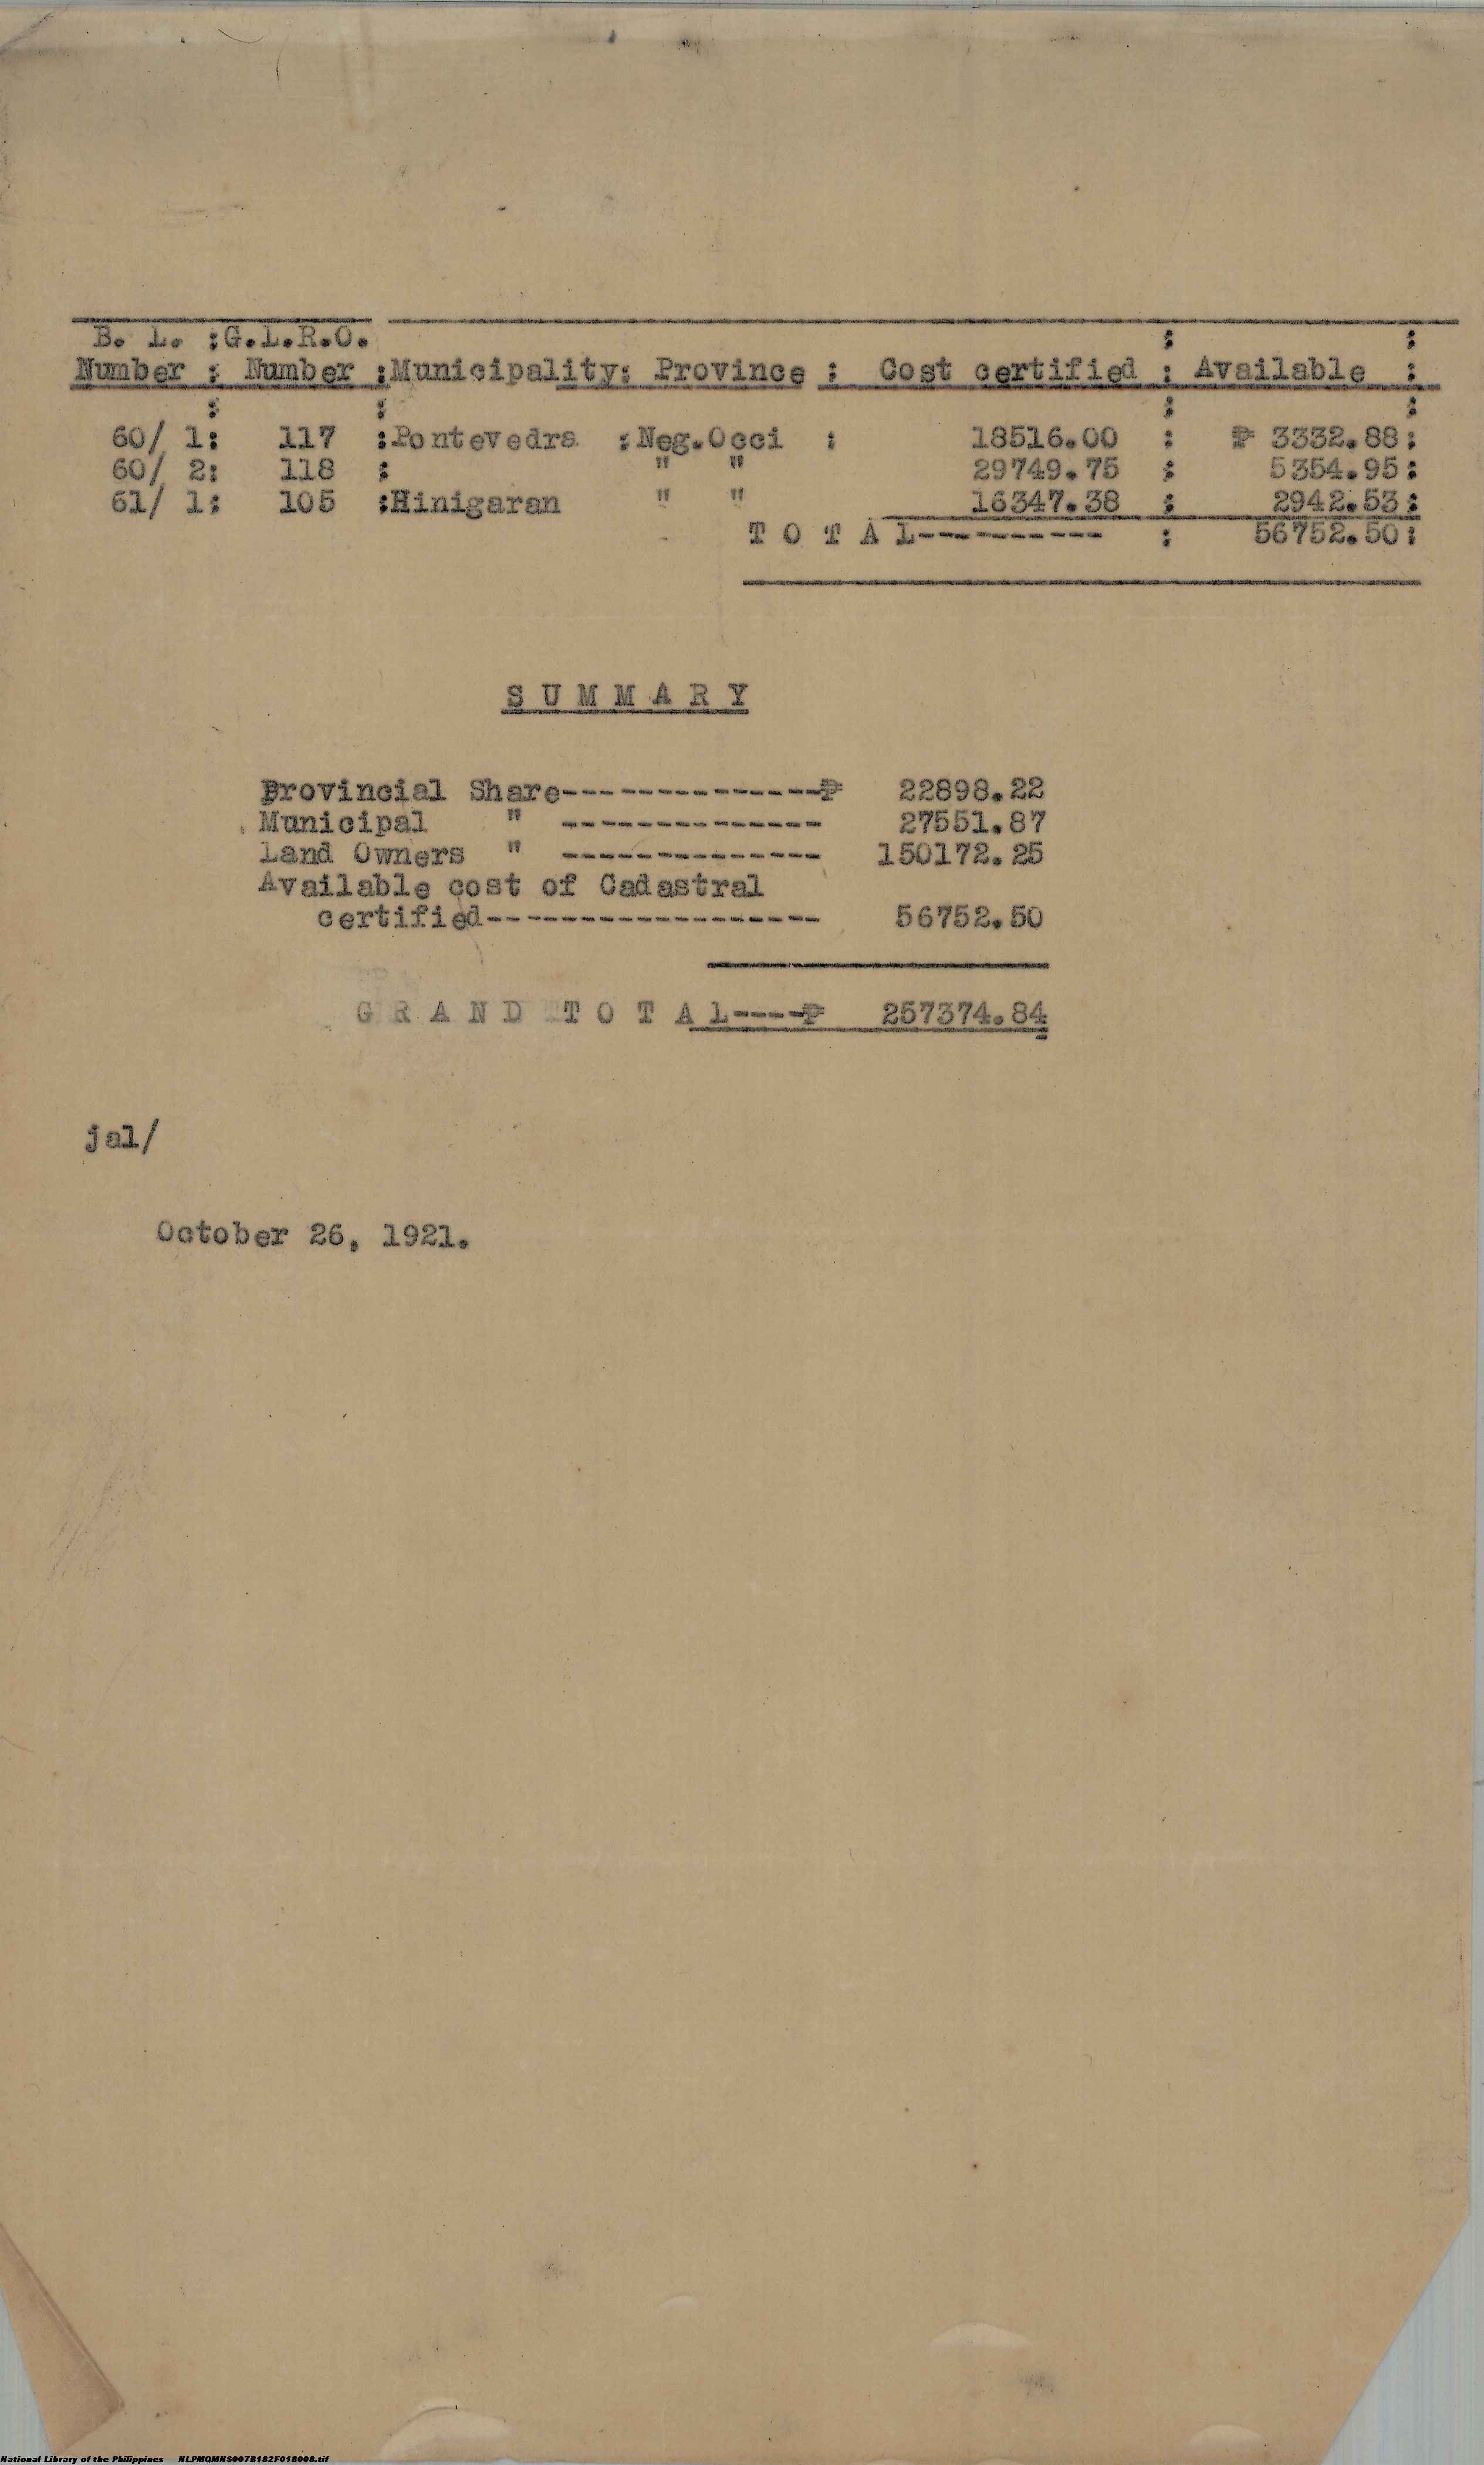 B. L. :G.L.R.O. : :
Number : Number :Municipality: Province : Cost certified : Available :
: : : :
60/ 1: 117 :Pontevedra :Neg.Occi : 18516.00 : ₱ 3332.88:
60/ 2: 118 : " " 29749.75 : 5354.95:
61/ 1: 105 :Hinigaran " " 16347.38 : 2942.53:
T O T A L---------- : 56752.50:
S U M M A R Y
Provincial Share--------------₱ 22898.22
Municipal " -------------- 27551.87
Land Owners " -------------- 150172.25
Available cost of Cadastral
certified------------------ 56752.50
G R A N D T O T A L----₱ 257374.84
jal/
October 26, 1921.
National Library of the Philippines NLPMQMNS007B182F018008.tif